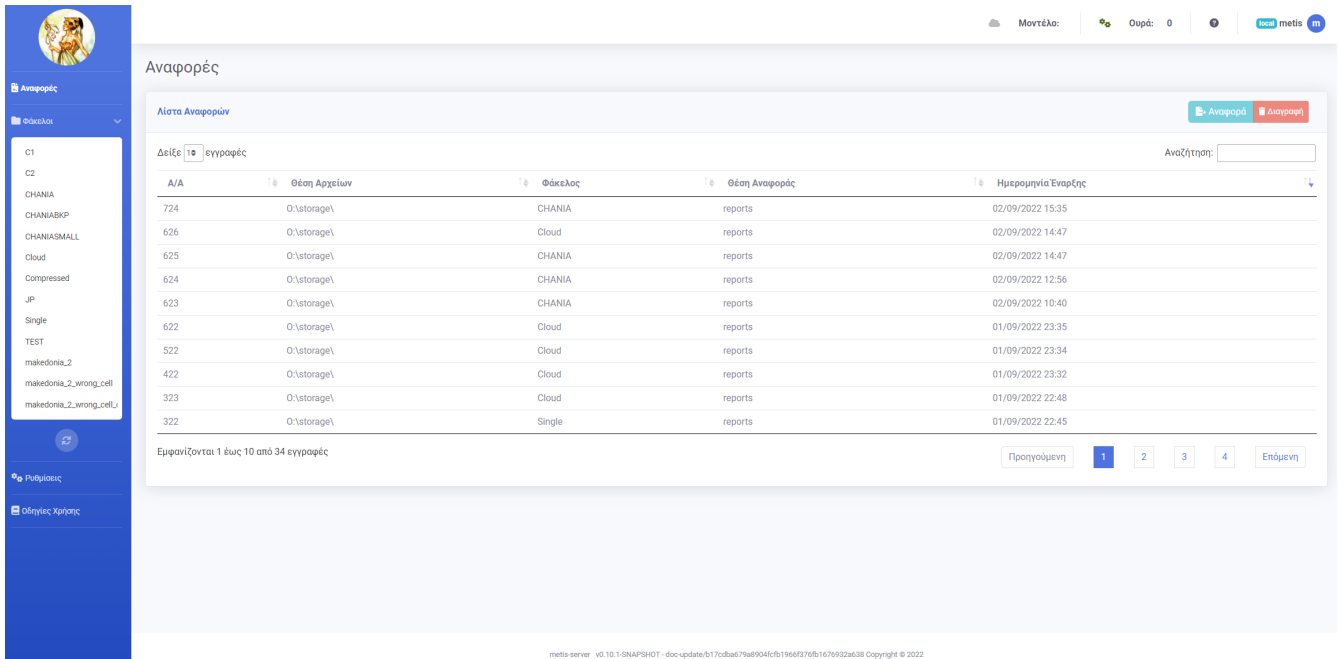 Μοντέλο: Ουρά: 0 local metis m
Αναφορές
Αναφορές
Φάκελοι
C1
C2
CHANIA
CHANIABKP
CHANIASMALL
Cloud
Compressed
JP
Single
TEST
makedonia_2
makedonia_2_wrong_cell
makedonia_2_wrong_cell_
Ρυθμίσεις
Οδηγίες Χρήσης
Λίστα Αναφορών Αναφορά Διαγραφή
Δείξε 10 εγγραφές Αναζήτηση:
Α/Α Θέση Αρχείων Φάκελος Θέση Αναφοράς Ημερομηνία Έναρξης
724 O:\storage\ CHANIA reports 02/09/2022 15:35
626 O:\storage\ Cloud reports 02/09/2022 14:47
625 O:\storage\ CHANIA reports 02/09/2022 14:47
624 O:\storage\ CHANIA reports 02/09/2022 12:56
623 O:\storage\ CHANIA reports 02/09/2022 10:40
622 O:\storage\ Cloud reports 01/09/2022 23:35
522 O:\storage\ Cloud reports 01/09/2022 23:34
422 O:\storage\ Cloud reports 01/09/2022 23:32
323 O:\storage\ Cloud reports 01/09/2022 22:48
322 O:\storage\ Single reports 01/09/2022 22:45
Εμφανίζονται 1 έως 10 από 34 εγγραφές Προηγούμενη 1 2 3 4 Επόμενη
metis-server v0.10.1-SNAPSHOT - doc-update/b17cdba679a8904fcfb1966f376fb1676932a638 Copyright © 2022